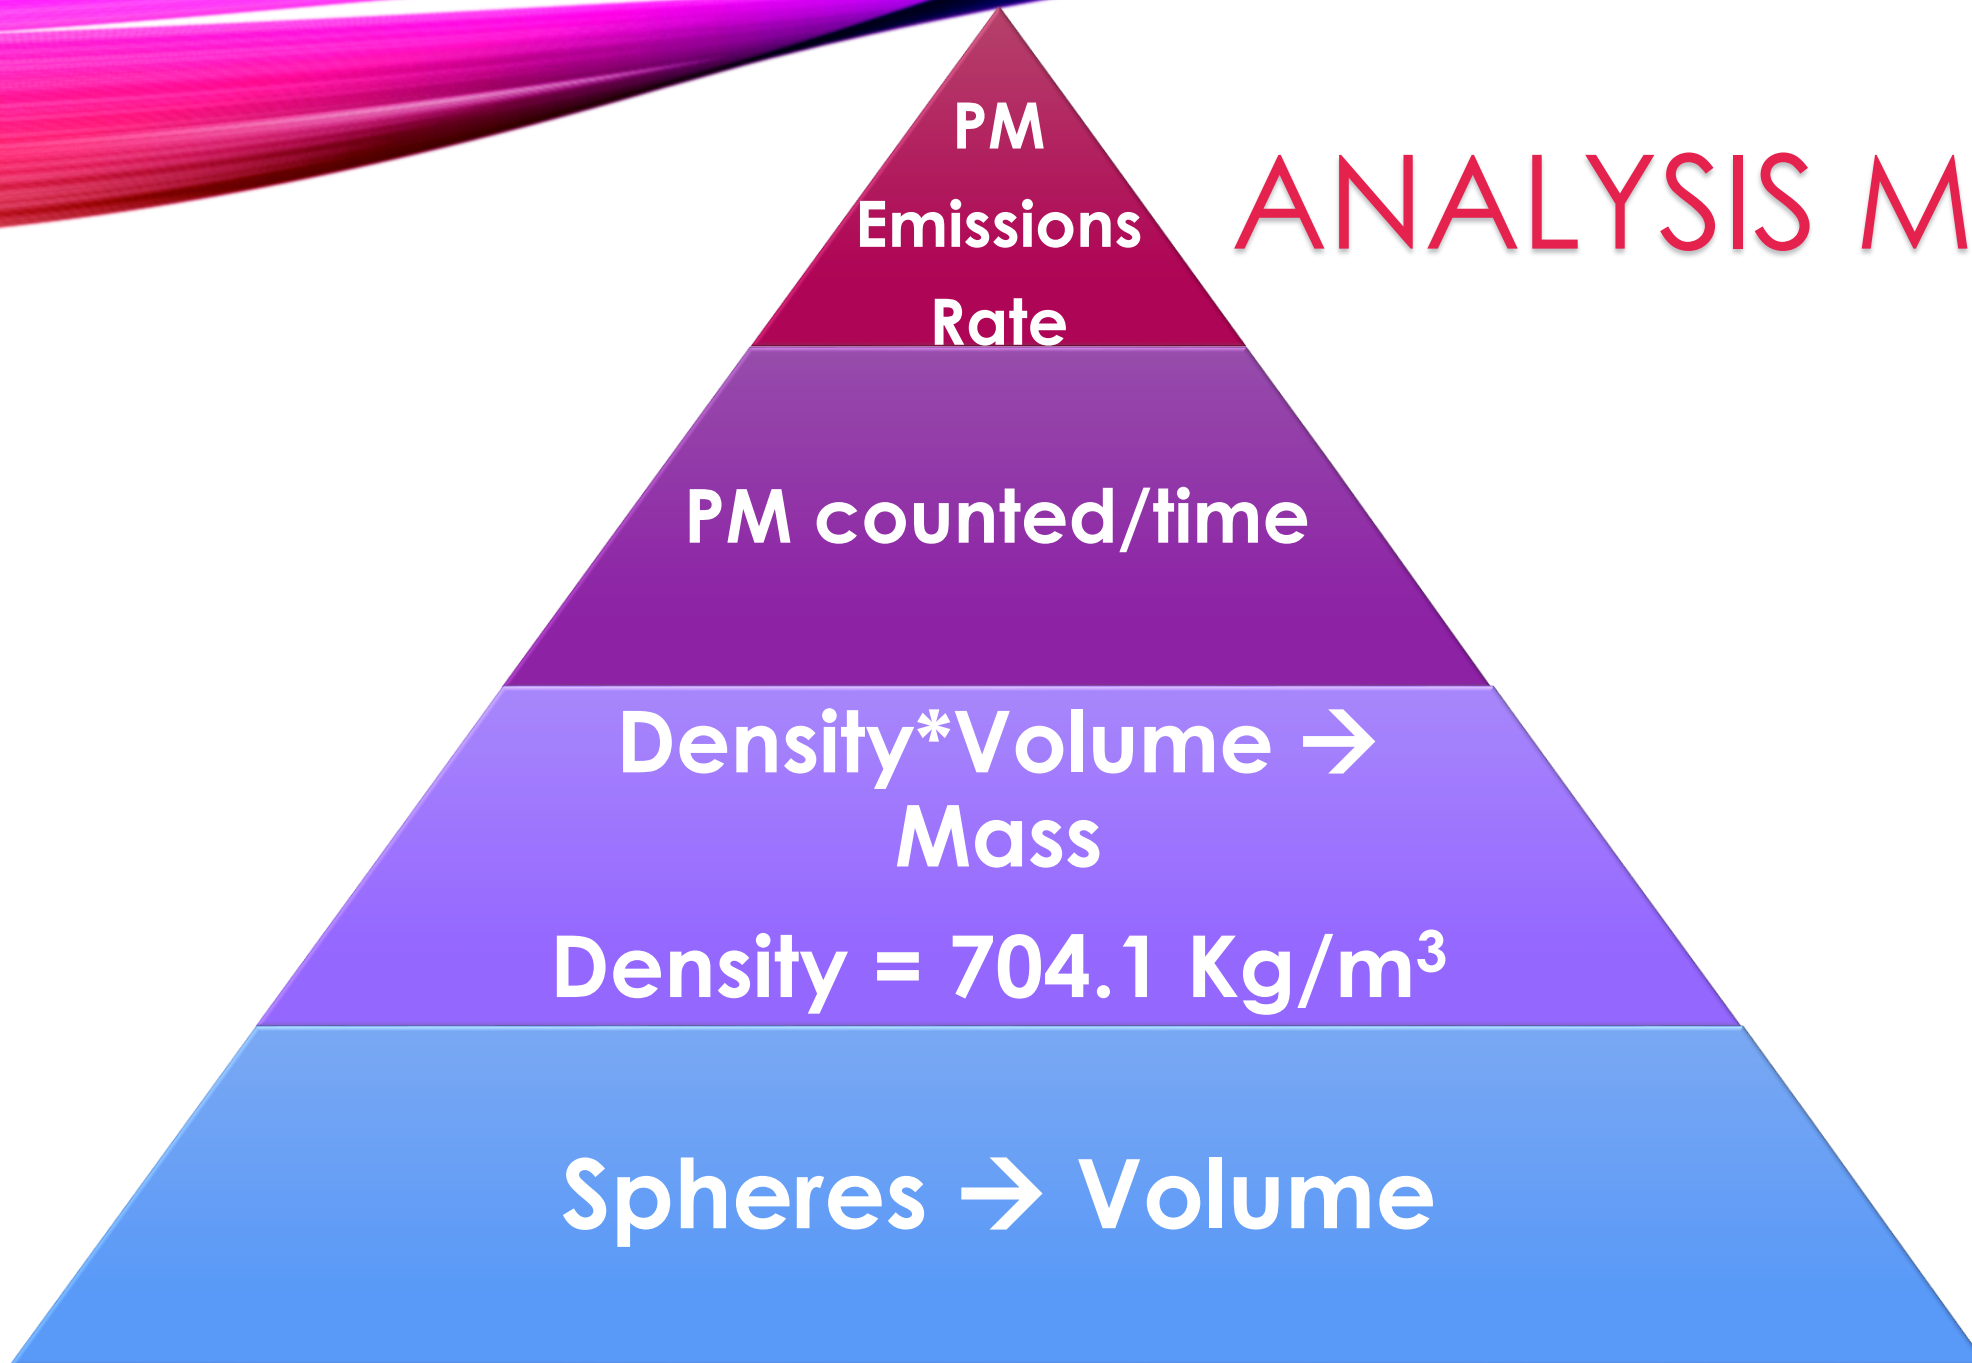 ANALYSIS M
PM
Emissions
Rate
PM counted/time
Density*Volume →
Mass
Density = 704.1 Kg/m³
Spheres → Volume